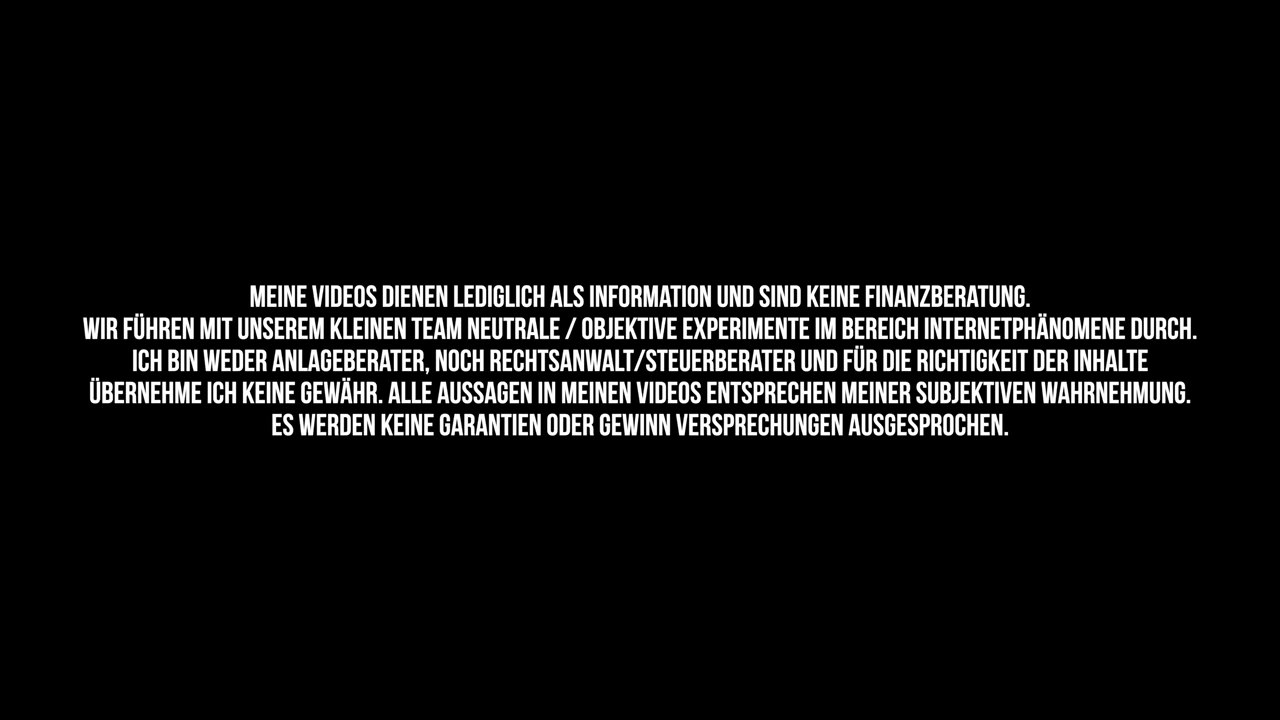 MEINE VIDEOS DIENEN LEDIGLICH ALS INFORMATION UND SIND KEINE FINANZBERATUNG.
WIR FÜHREN MIT UNSEREM KLEINEN TEAM NEUTRALE / OBJEKTIVE EXPERIMENTE IM BEREICH INTERNETPHÄNOMENE DURCH.
ICH BIN WEDER ANLAGEBERATER, NOCH RECHTSANWALT/STEUERBERATER UND FÜR DIE RICHTIGKEIT DER INHALTE
ÜBERNEHME ICH KEINE GEWÄHR. ALLE AUSSAGEN IN MEINEN VIDEOS ENTSPRECHEN MEINER SUBJEKTIVEN WAHRNEHMUNG.
ES WERDEN KEINE GARANTIEN ODER GEWINN VERSPRECHUNGEN AUSGESPROCHEN.